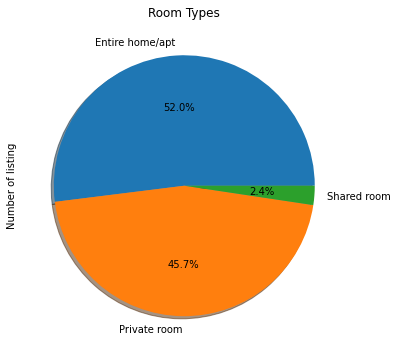 Room Types
Entire home/apt
52.0%
Number of listing
2.4%
Shared room
45.7%
Private room